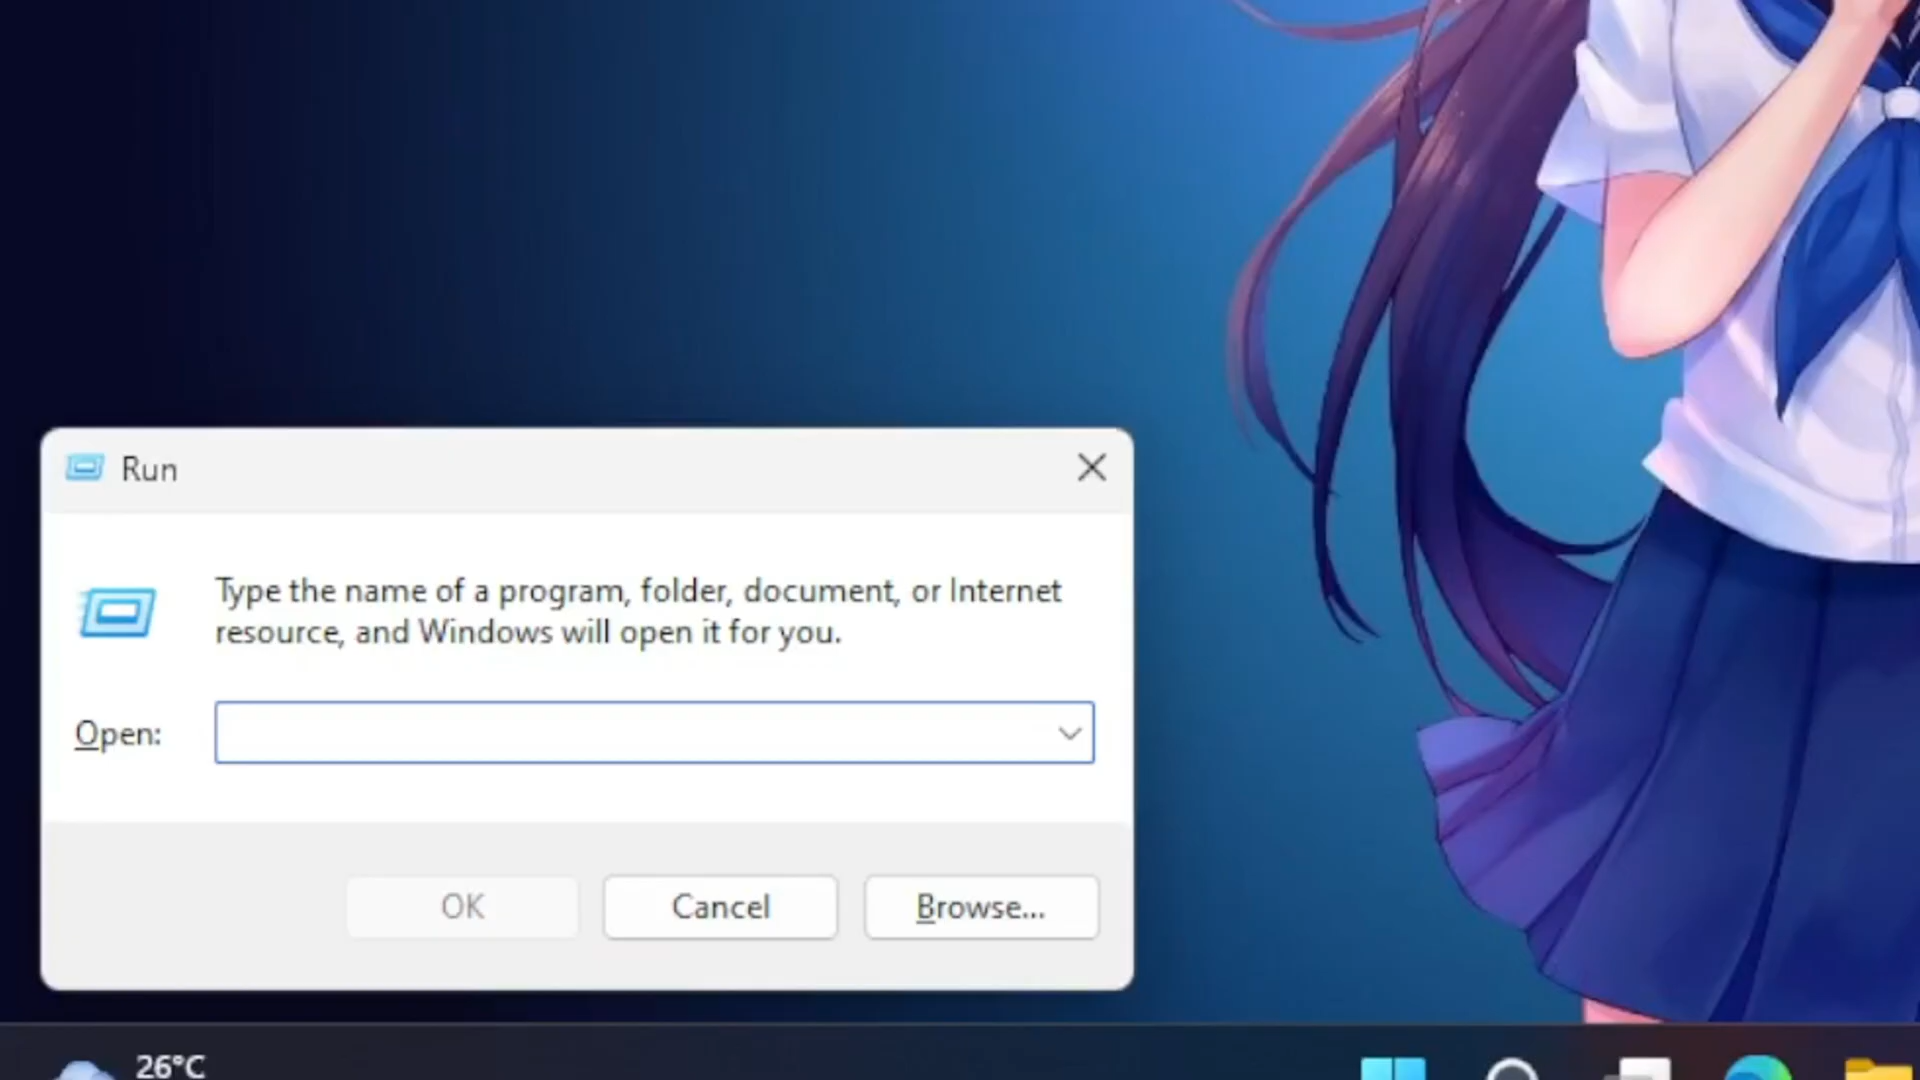 Run
Type the name of a program, folder, document, or Internet
resource, and Windows will open it for you.
Open:
OK
Cancel
Browse...
26°C